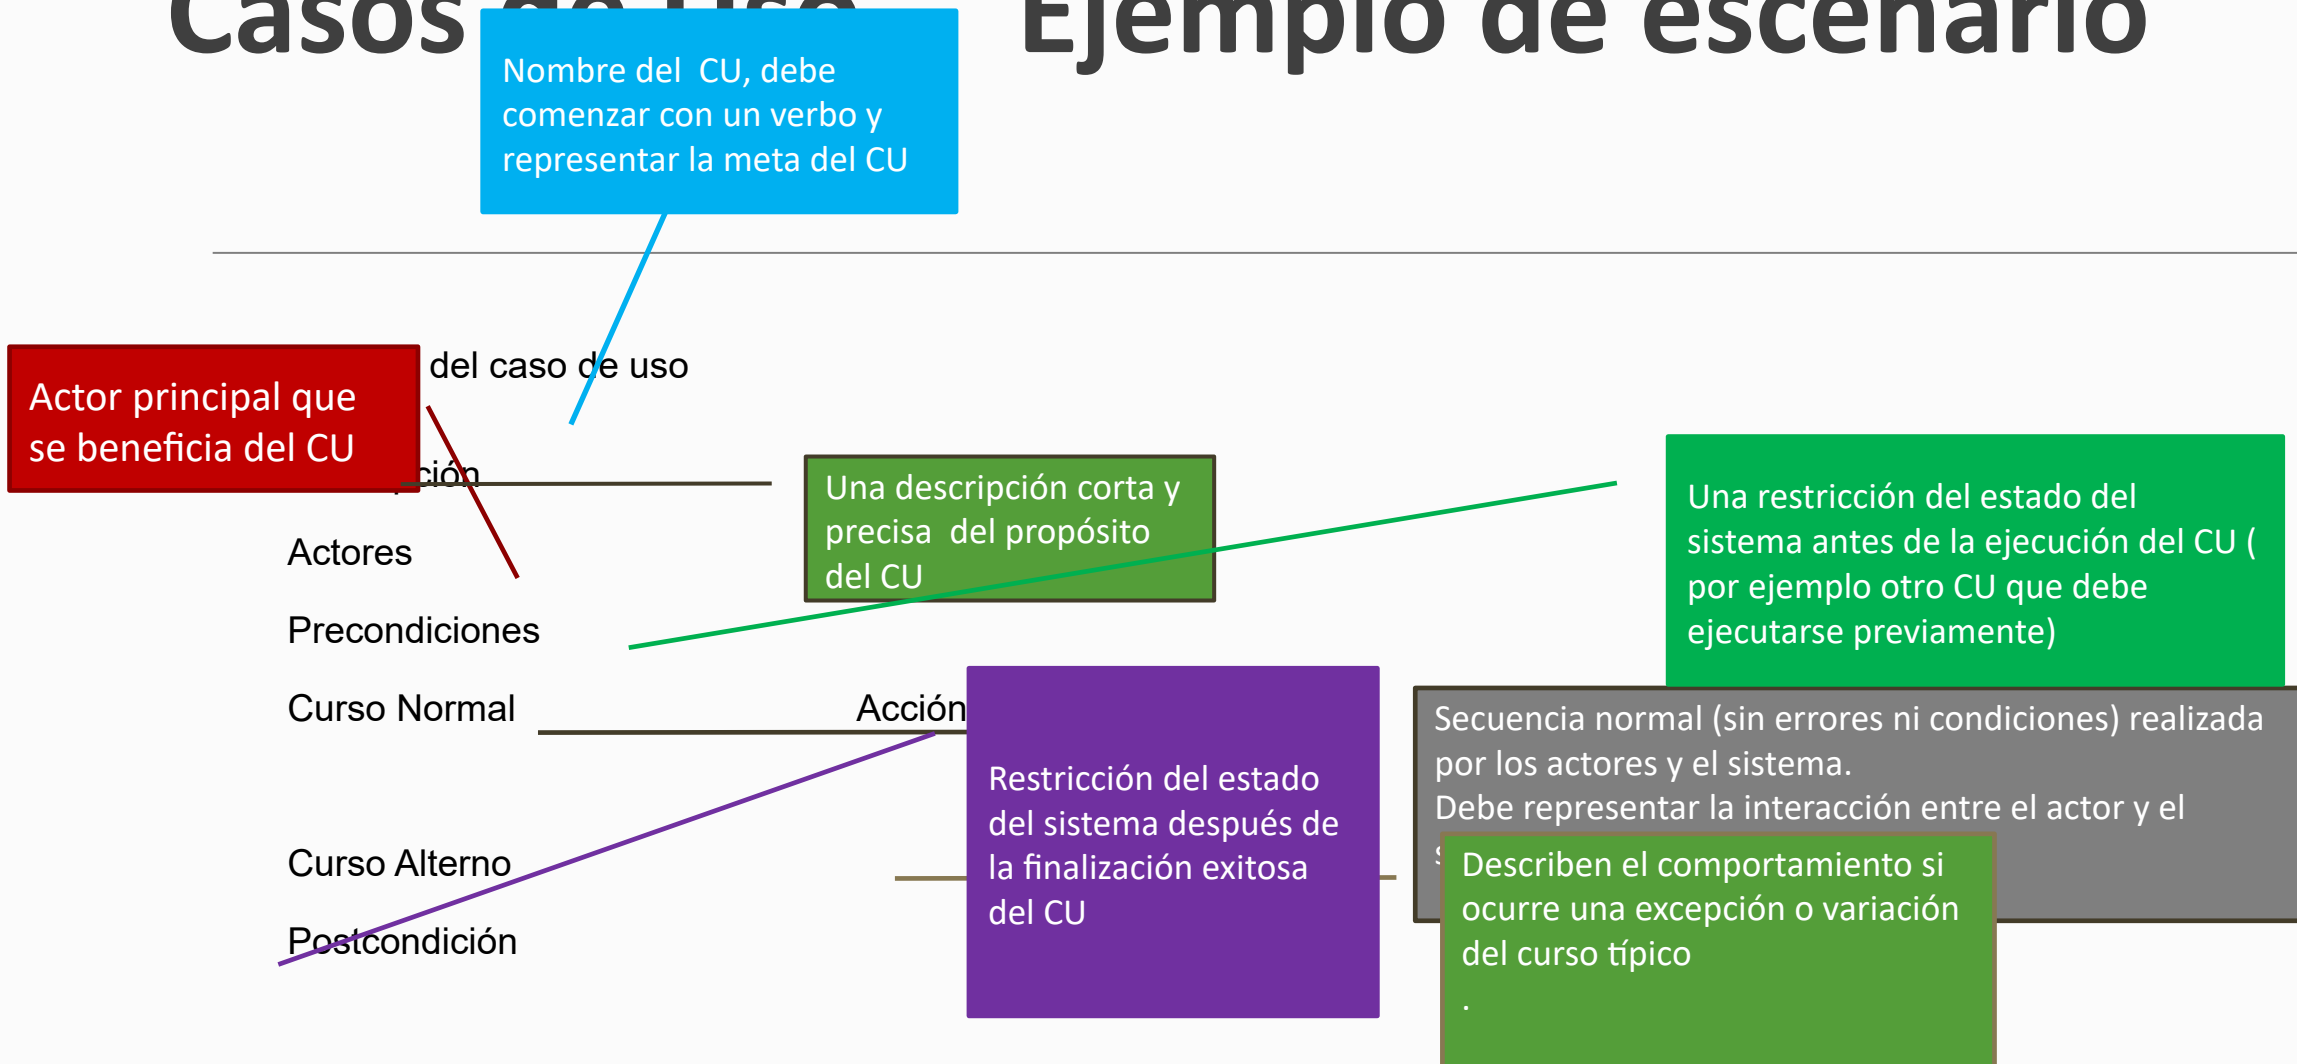 Casos de Uso Ejemplo de escenario
Nombre del  CU, debe
comenzar con un verbo y
representar la meta del CU
del caso de uso
Actor principal que
se beneficia del CU
ción
Una descripción corta y
precisa  del propósito
del CU
Una restricción del estado del
sistema antes de la ejecución del CU (
por ejemplo otro CU que debe
ejecutarse previamente)
Actores
Precondiciones
Curso Normal
Acción
Restricción del estado
del sistema después de
la finalización exitosa
del CU
Secuencia normal (sin errores ni condiciones) realizada
por los actores y el sistema.
Debe representar la interacción entre el actor y el
Describen el comportamiento si
ocurre una excepción o variación
del curso típico
.
Curso Alterno
Postcondición